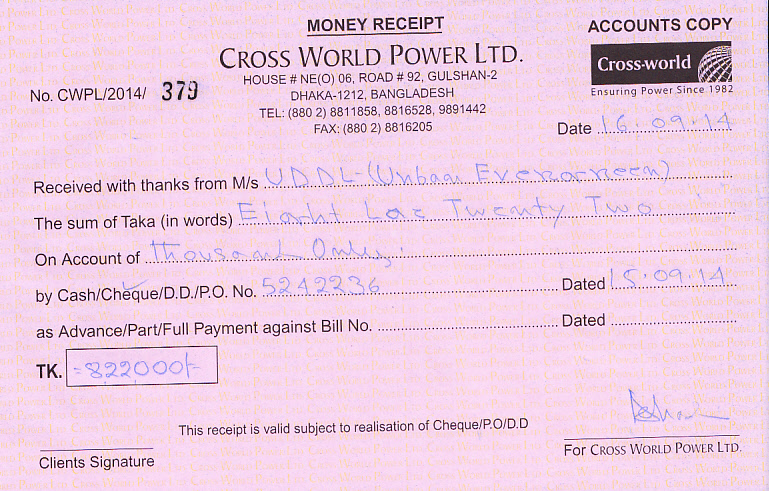 MONEY RECEIPT
ACCOUNTS COPY
CROSS WORLD POWER LTD.
Cross-world
Ensuring Power Since 1982
HOUSE # NE(O) 06, ROAD # 92, GULSHAN-2
DHAKA-1212, BANGLADESH
TEL: (880 2) 8811858, 8816528, 9891442
FAX: (880 2) 8816205
No. CWPL/2014/ 379
Date 16.09.14
Received with thanks from M/s UDDL-(Urban Evergreen)
The sum of Taka (in words) Eight Lac Twenty Two
On Account of Thousand Only.
by Cash/Cheque/D.D./P.O. No. 5242236 Dated 15.09.14
as Advance/Part/Full Payment against Bill No. Dated
TK. =822000/-
This receipt is valid subject to realisation of Cheque/P.O/D.D
Clients Signature
For CROSS WORLD POWER LTD.